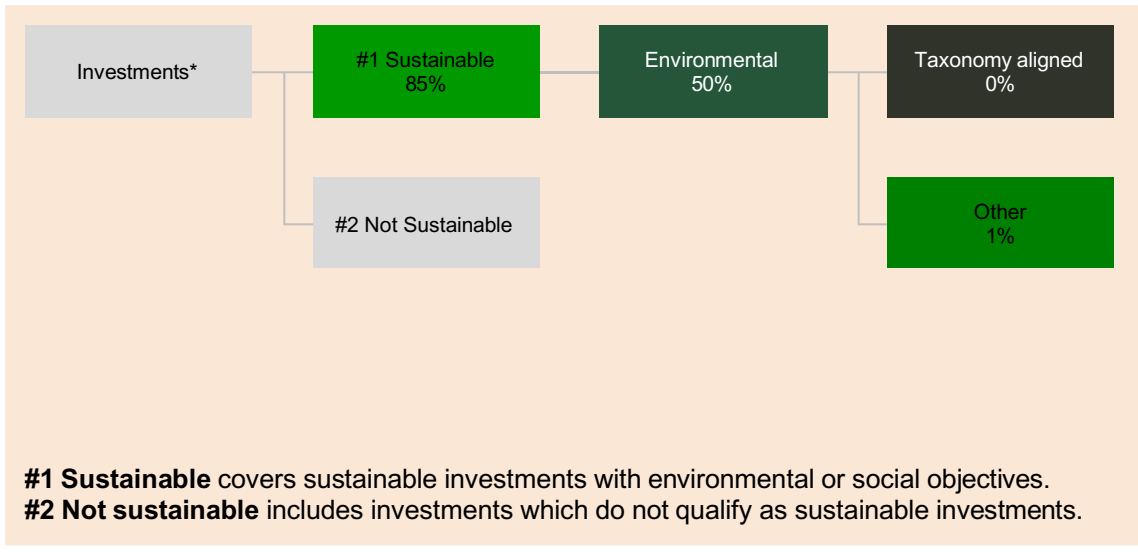 Investments*
#1 Sustainable
85%
Environmental
50%
Taxonomy aligned
0%
#2 Not Sustainable
Other
1%
#1 Sustainable covers sustainable investments with environmental or social objectives.
#2 Not sustainable includes investments which do not qualify as sustainable investments.